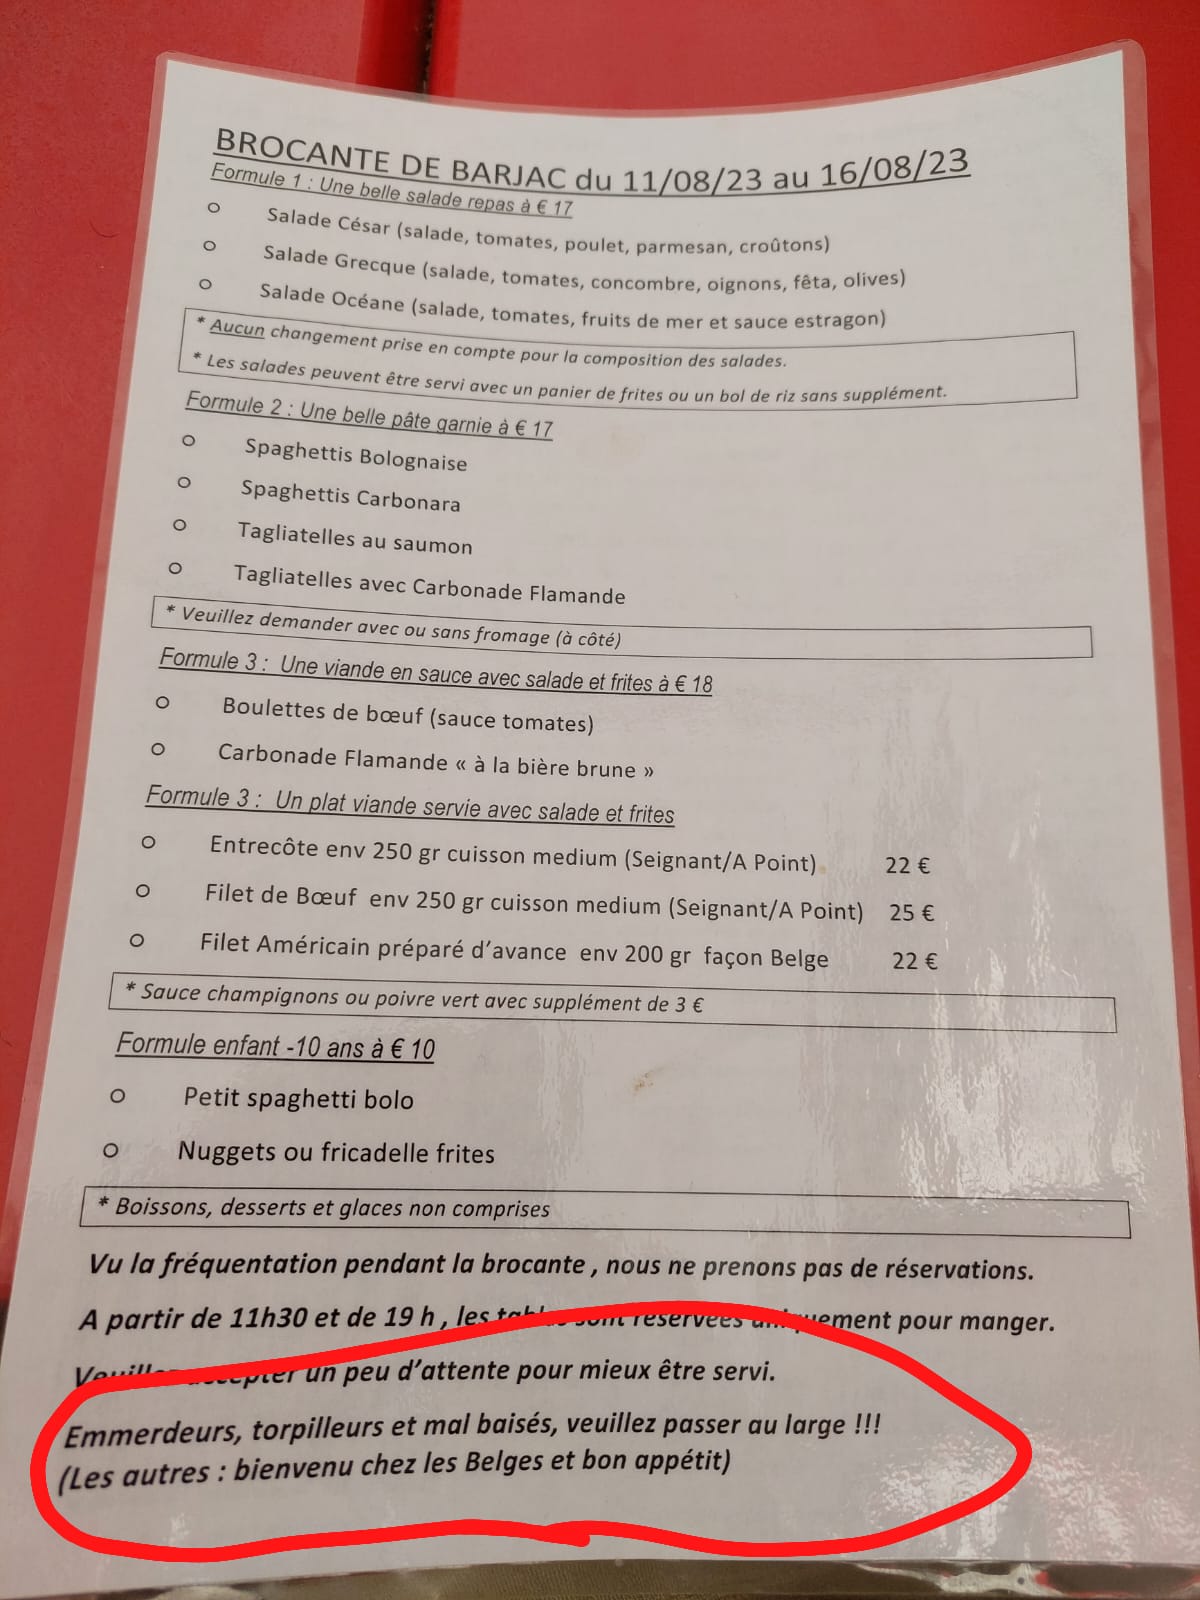 BROCANTE DE BARJAC du 11/08/23 au 16/08/23
Formule 1 : Une belle salade repas à € 17
o Salade César (salade, tomates, poulet, parmesan, croûtons)
o Salade Grecque (salade, tomates, concombre, oignons, fêta, olives)
o Salade Océane (salade, tomates, fruits de mer et sauce estragon)
* Aucun changement prise en compte pour la composition des salades.
* Les salades peuvent être servi avec un panier de frites ou un bol de riz sans supplément.
Formule 2 : Une belle pâte garnie à € 17
o Spaghettis Bolognaise
o Spaghettis Carbonara
o Tagliatelles au saumon
o Tagliatelles avec Carbonade Flamande
* Veuillez demander avec ou sans fromage (à côté)
Formule 3 : Une viande en sauce avec salade et frites à € 18
o Boulettes de bœuf (sauce tomates)
o Carbonade Flamande « à la bière brune »
Formule 3 : Un plat viande servie avec salade et frites
o Entrecôte env 250 gr cuisson medium (Seignant/A Point) 22 €
o Filet de Bœuf env 250 gr cuisson medium (Seignant/A Point) 25 €
o Filet Américain préparé d’avance env 200 gr façon Belge 22 €
* Sauce champignons ou poivre vert avec supplément de 3 €
Formule enfant -10 ans à € 10
o Petit spaghetti bolo
o Nuggets ou fricadelle frites
* Boissons, desserts et glaces non comprises
Vu la fréquentation pendant la brocante , nous ne prenons pas de réservations.
A partir de 11h30 et de 19 h , les tables sont réservées uniquement pour manger.
Veuillez accepter un peu d’attente pour mieux être servi.
Emmerdeurs, torpilleurs et mal baisés, veuillez passer au large !!!
(Les autres : bienvenu chez les Belges et bon appétit)